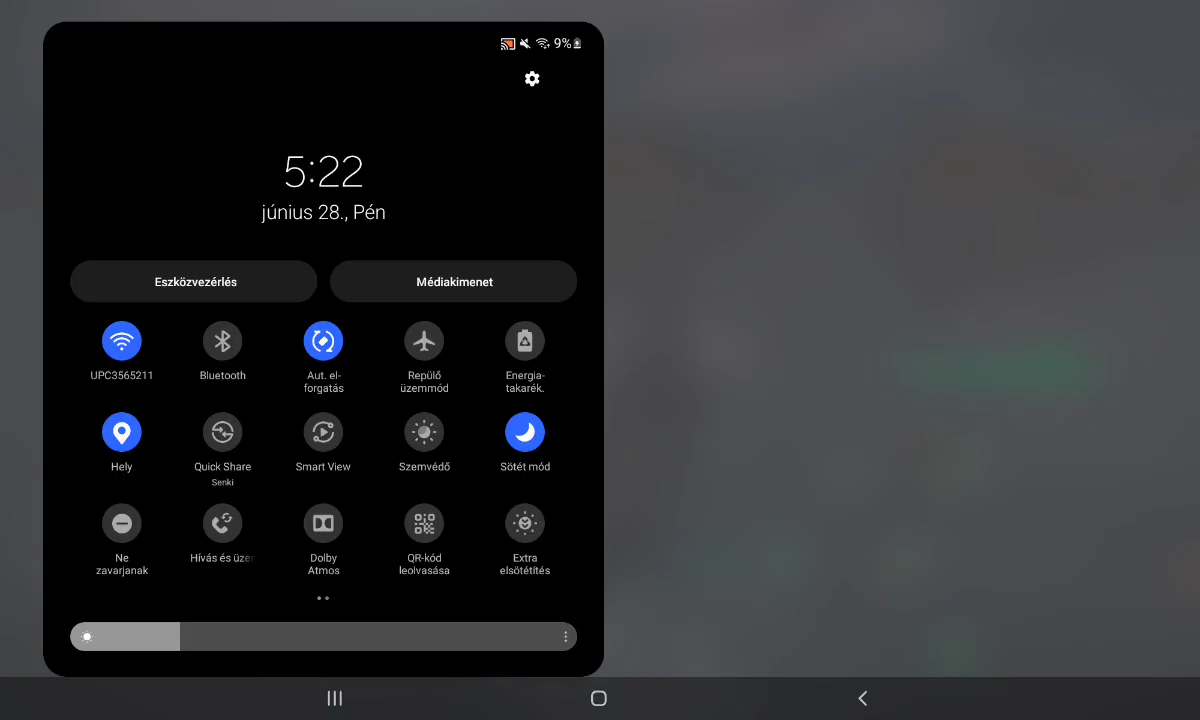 9%
5:22
június 28., Pén
Eszközvezérlés
Médiakimenet
UPC3565211
Bluetooth
Aut. el-
forgatás
Repülő
üzemmód
Energia-
takarék.
Hely
Quick Share
Senki
Smart View
Szemvédő
Sötét mód
Ne
zavarjanak
Hívás és üzen
Dolby
Atmos
QR-kód
leolvasása
Extra
elsötétítés